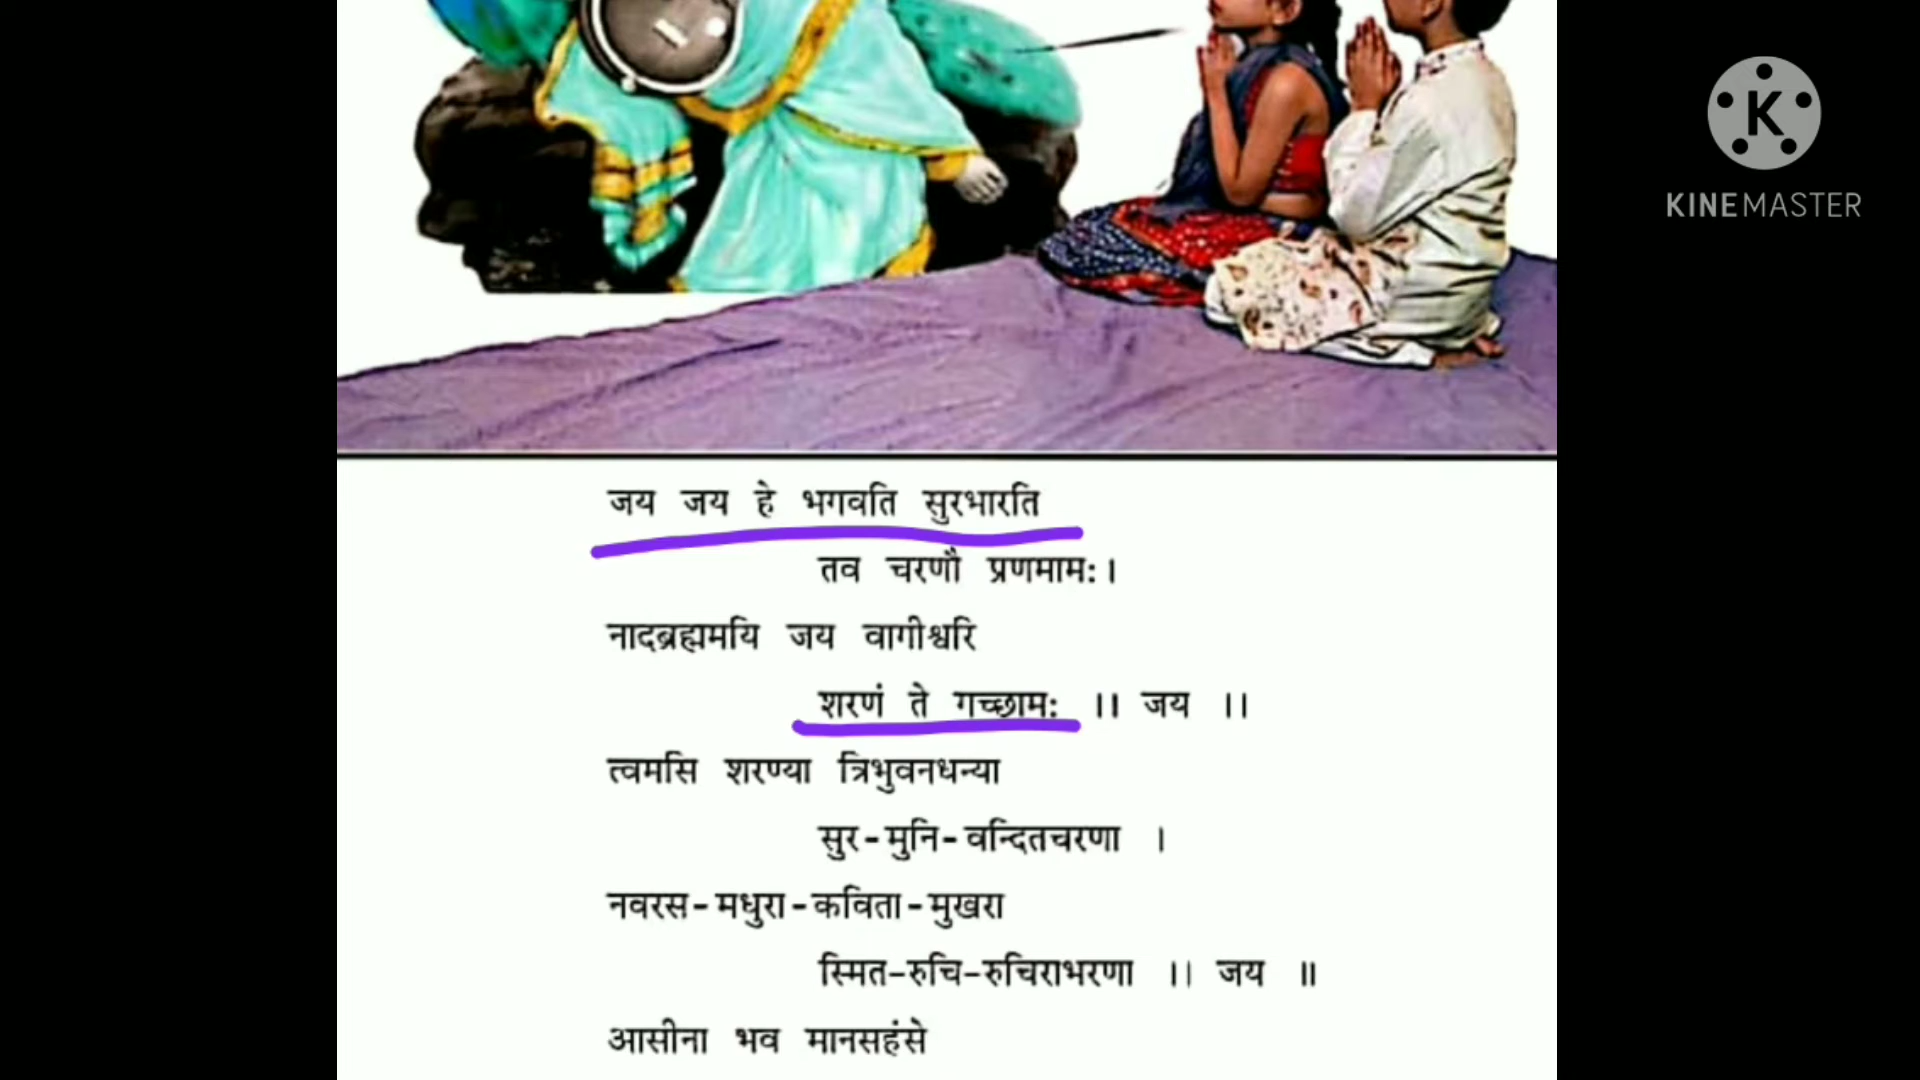 K
KINEMASTER
जय जय हे भगवति सुरभारति
तव चरणौ प्रणमामः।
नादब्रह्ममयि जय वागीश्वरि
शरणं ते गच्छामः ।। जय ।।
त्वमसि शरण्या त्रिभुवनधन्या
सुर-मुनि-वन्दितचरणा ।
नवरस-मधुरा-कविता-मुखरा
स्मित-रुचि-रुचिराभरणा ।। जय ॥
आसीना भव मानसहंसे